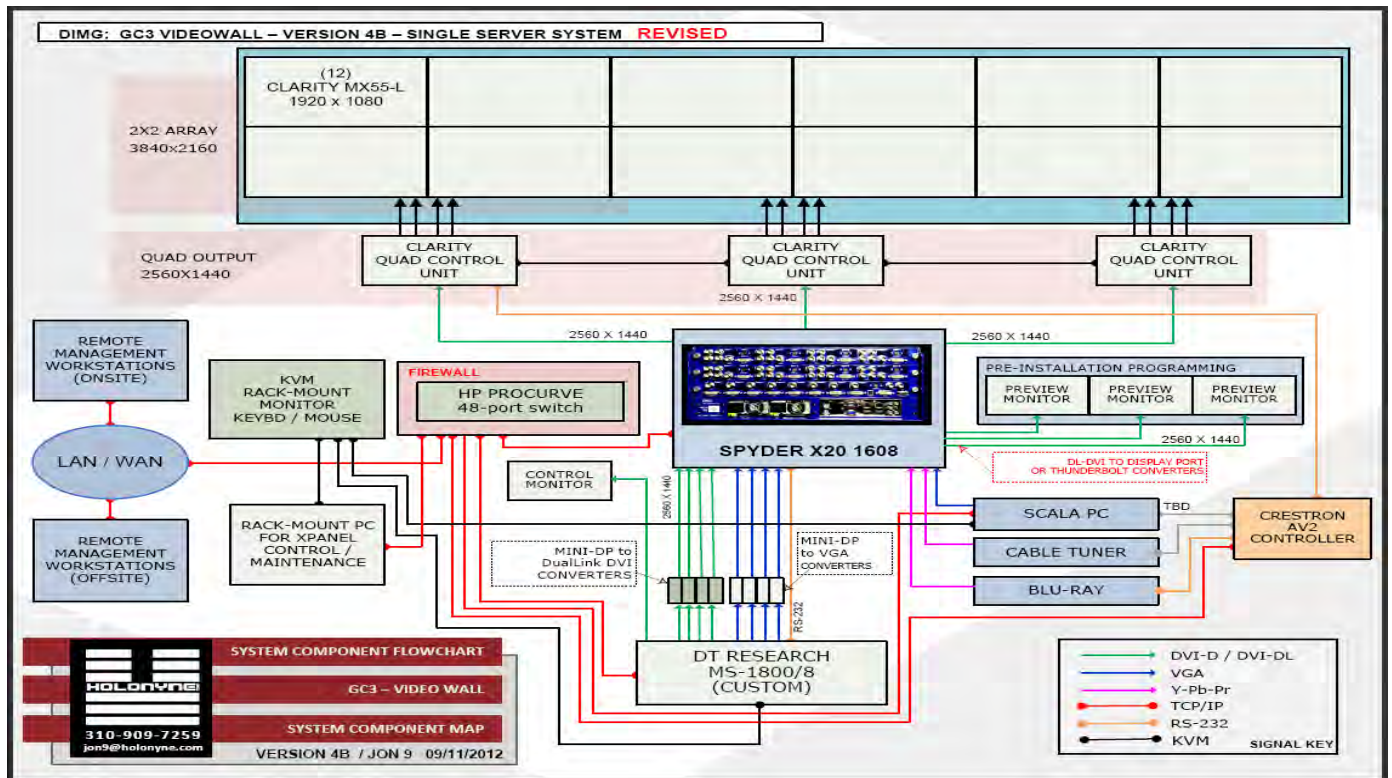 DIMG: GC3 VIDEOWALL – VERSION 4B – SINGLE SERVER SYSTEM REVISED
(12)
CLARITY MX55-L
1920 x 1080
2X2 ARRAY
3840x2160
QUAD OUTPUT
2560X1440
CLARITY
QUAD CONTROL
UNIT
CLARITY
QUAD CONTROL
UNIT
CLARITY
QUAD CONTROL
UNIT
2560 X 1440
2560 X 1440
2560 X 1440
REMOTE
MANAGEMENT
WORKSTATIONS
(ONSITE)
LAN / WAN
REMOTE
MANAGEMENT
WORKSTATIONS
(OFFSITE)
KVM
RACK-MOUNT
MONITOR
KEYBD / MOUSE
RACK-MOUNT PC
FOR XPANEL
CONTROL /
MAINTENANCE
FIREWALL
HP PROCURVE
48-port switch
CONTROL
MONITOR
SPYDER X20 1608
PRE-INSTALLATION PROGRAMMING
PREVIEW
MONITOR
PREVIEW
MONITOR
PREVIEW
MONITOR
2560 X 1440
DL-DVI TO DISPLAY PORT
OR THUNDERBOLT CONVERTERS
2560 X 1440
MINI-DP to
DualLink DVI
CONVERTERS
MINI-DP
to VGA
CONVERTERS
RS-232
DT RESEARCH
MS-1800/8
(CUSTOM)
SCALA PC
TBD
CABLE TUNER
BLU-RAY
CRESTRON
AV2
CONTROLLER
HOLONYNE
310-909-7259
jon9@holonyne.com
SYSTEM COMPONENT FLOWCHART
GC3 – VIDEO WALL
SYSTEM COMPONENT MAP
VERSION 4B / JON 9 09/11/2012
DVI-D / DVI-DL
VGA
Y-Pb-Pr
TCP/IP
RS-232
KVM
SIGNAL KEY